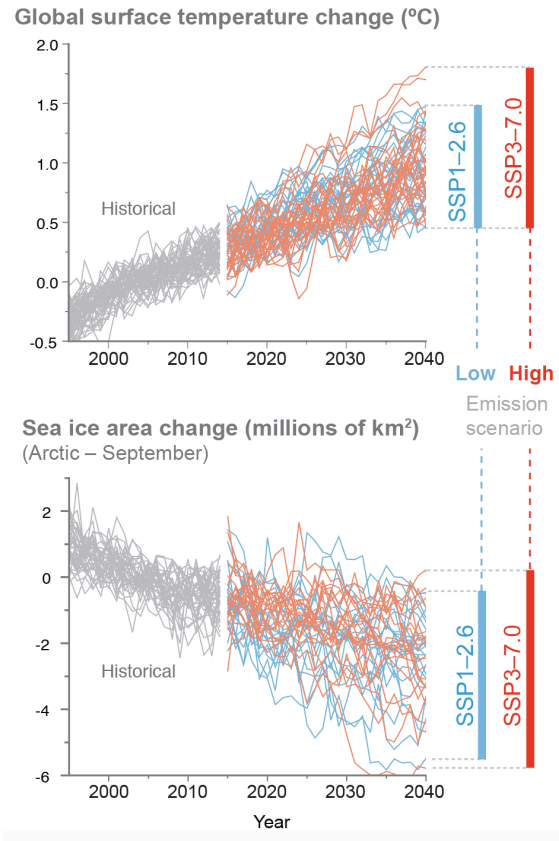 Global surface temperature change (ºC)
2.0
1.5
1.0
0.5
0.0
-0.5
Historical
2000 2010 2020 2030 2040
SSP1–2.6
SSP3–7.0
Low High
Emission
scenario
Sea ice area change (millions of km²)
(Arctic – September)
2
0
-2
-4
-6
Historical
2000 2010 2020 2030 2040
Year
SSP1–2.6
SSP3–7.0